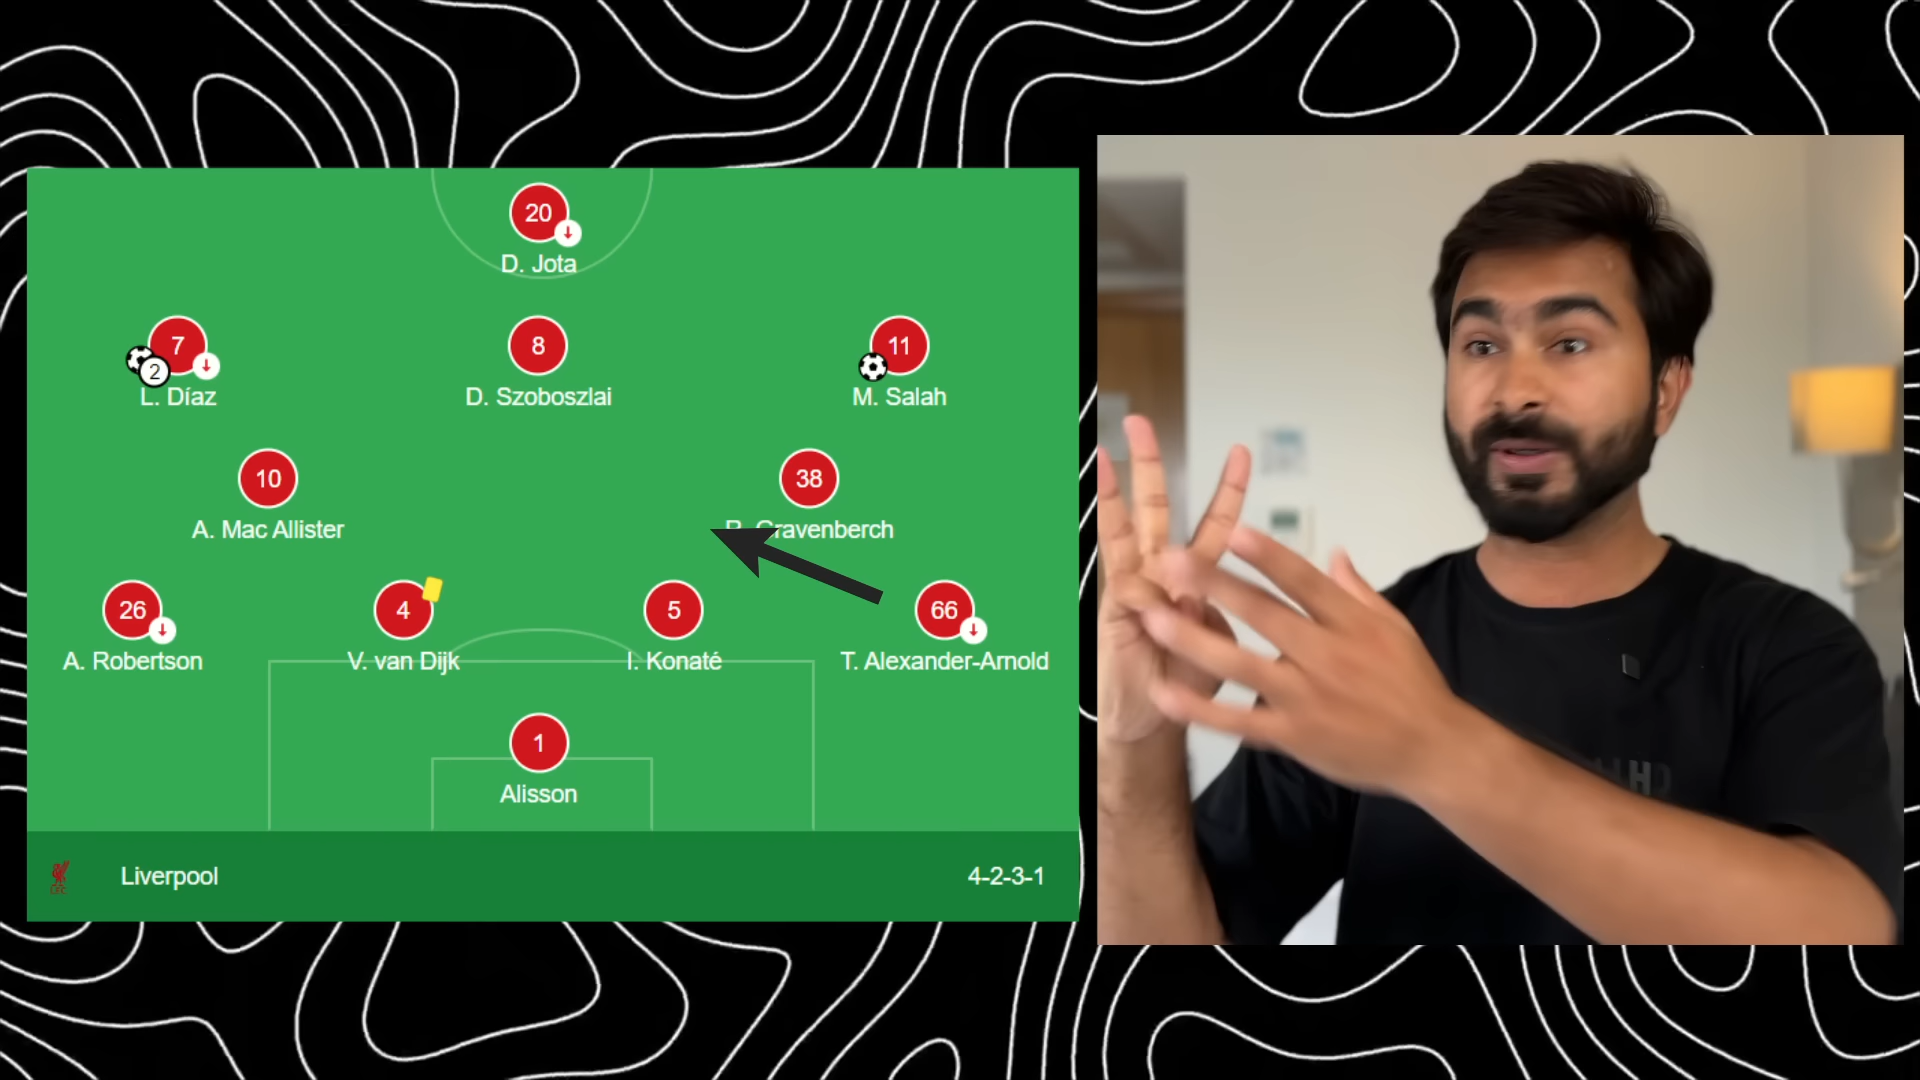 20
D. Jota
7
2
L. Díaz
8
D. Szoboszlai
11
M. Salah
10
A. Mac Allister
38
Gravenberch
26
A. Robertson
4
V. van Dijk
5
I. Konaté
66
T. Alexander-Arnold
1
Alisson
Liverpool
4-2-3-1